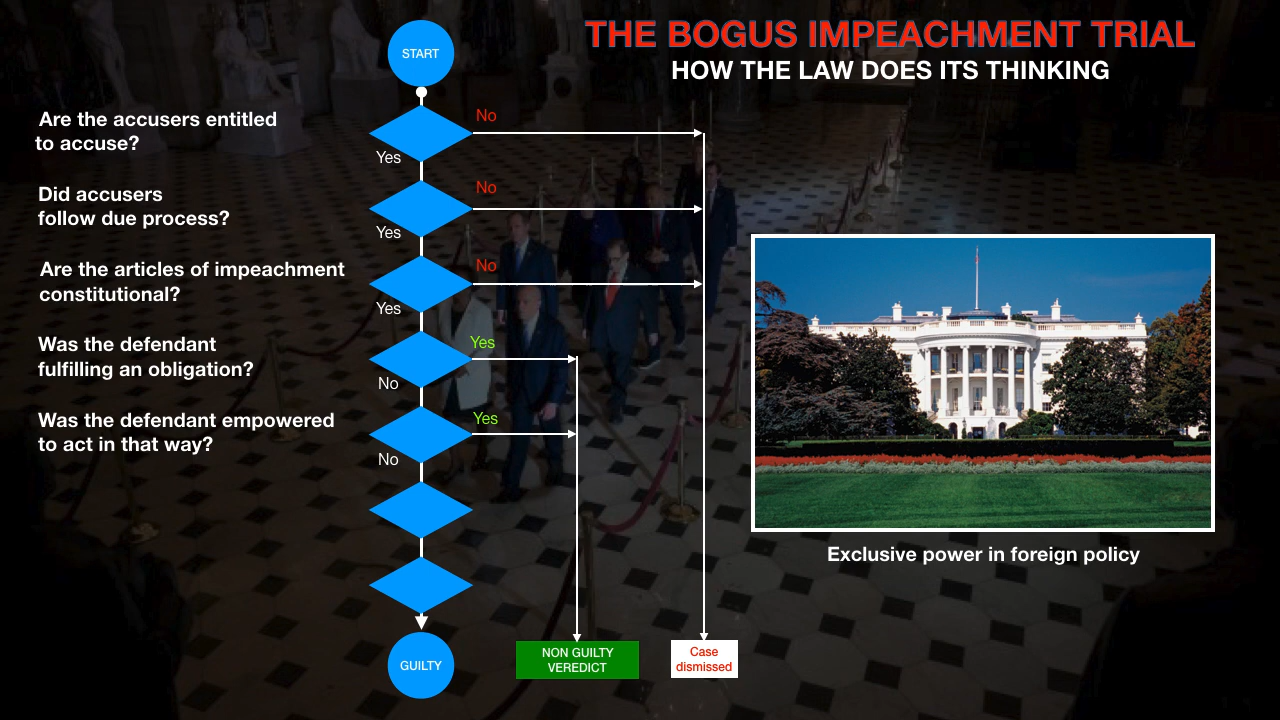 THE BOGUS IMPEACHMENT TRIAL
HOW THE LAW DOES ITS THINKING
START
Are the accusers entitled
to accuse?
No
Yes
Did accusers
follow due process?
No
Yes
Are the articles of impeachment
constitutional?
No
Yes
Was the defendant
fulfilling an obligation?
Yes
No
Was the defendant empowered
to act in that way?
Yes
No
Exclusive power in foreign policy
GUILTY
NON GUILTY
VEREDICT
Case
dismissed